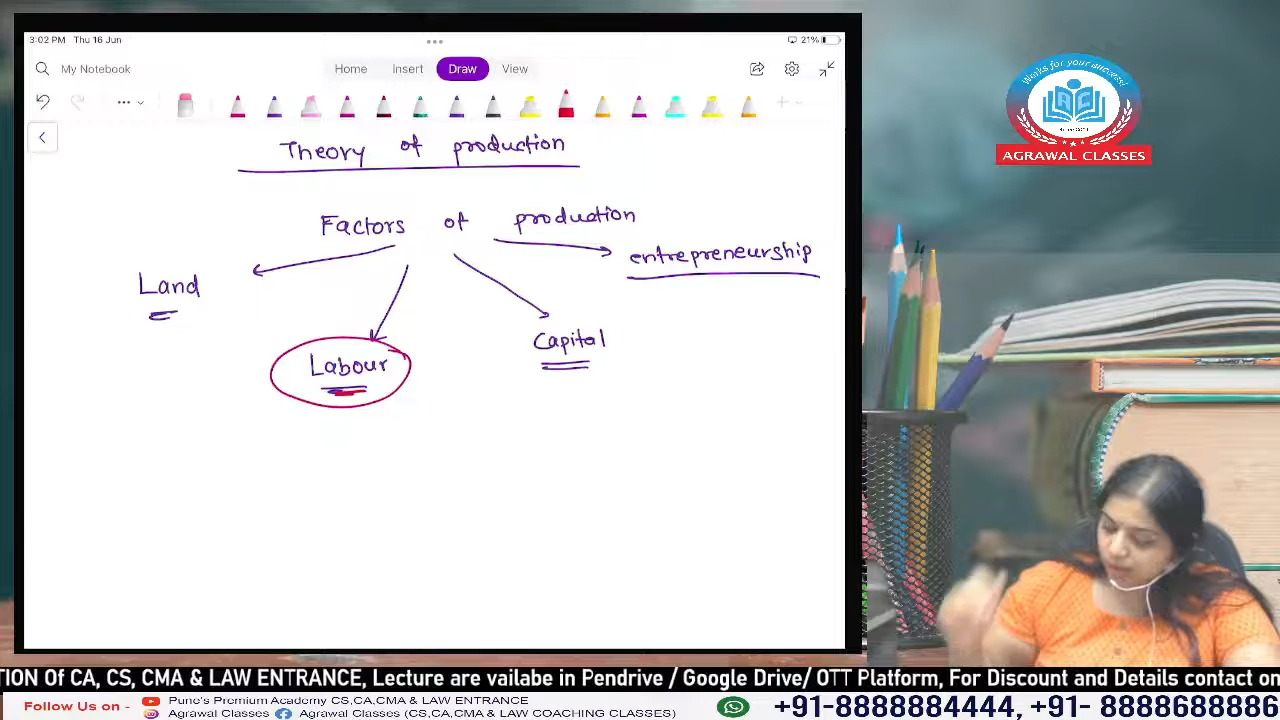 3:02 PM Thu 16 Jun
21%
My Notebook
Home Insert Draw View
Theory of production
Factors of production
entrepreneurship
Land
Capital
Labour
Works for your success!
AC
AGRAWAL CLASSES
TION Of CA, CS, CMA & LAW ENTRANCE, Lecture are vailabe in Pendrive / Google Drive/ OTT Platform, For Discount and Details contact on
Follow Us on -
Pune's Premium Academy CS,CA,CMA & LAW ENTRANCE
Agrawal Classes
Agrawal Classes (CS,CA,CMA & LAW COACHING CLASSES)
+91-8888884444, +91- 8888688886